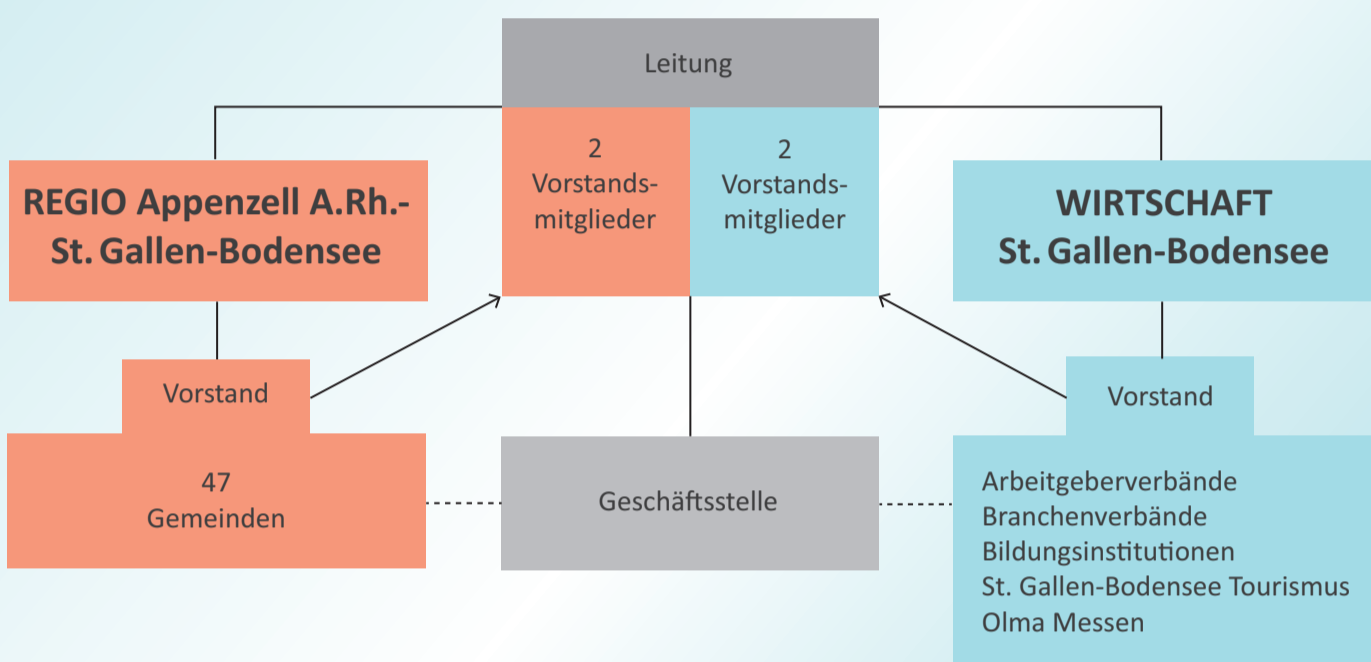 Leitung
2
Vorstands-
mitglieder
2
Vorstands-
mitglieder
REGIO Appenzell A.Rh.-
St. Gallen-Bodensee
WIRTSCHAFT
St. Gallen-Bodensee
Vorstand
47
Gemeinden
Geschäftsstelle
Vorstand
Arbeitgeberverbände
Branchenverbände
Bildungsinstitutionen
St. Gallen-Bodensee Tourismus
Olma Messen